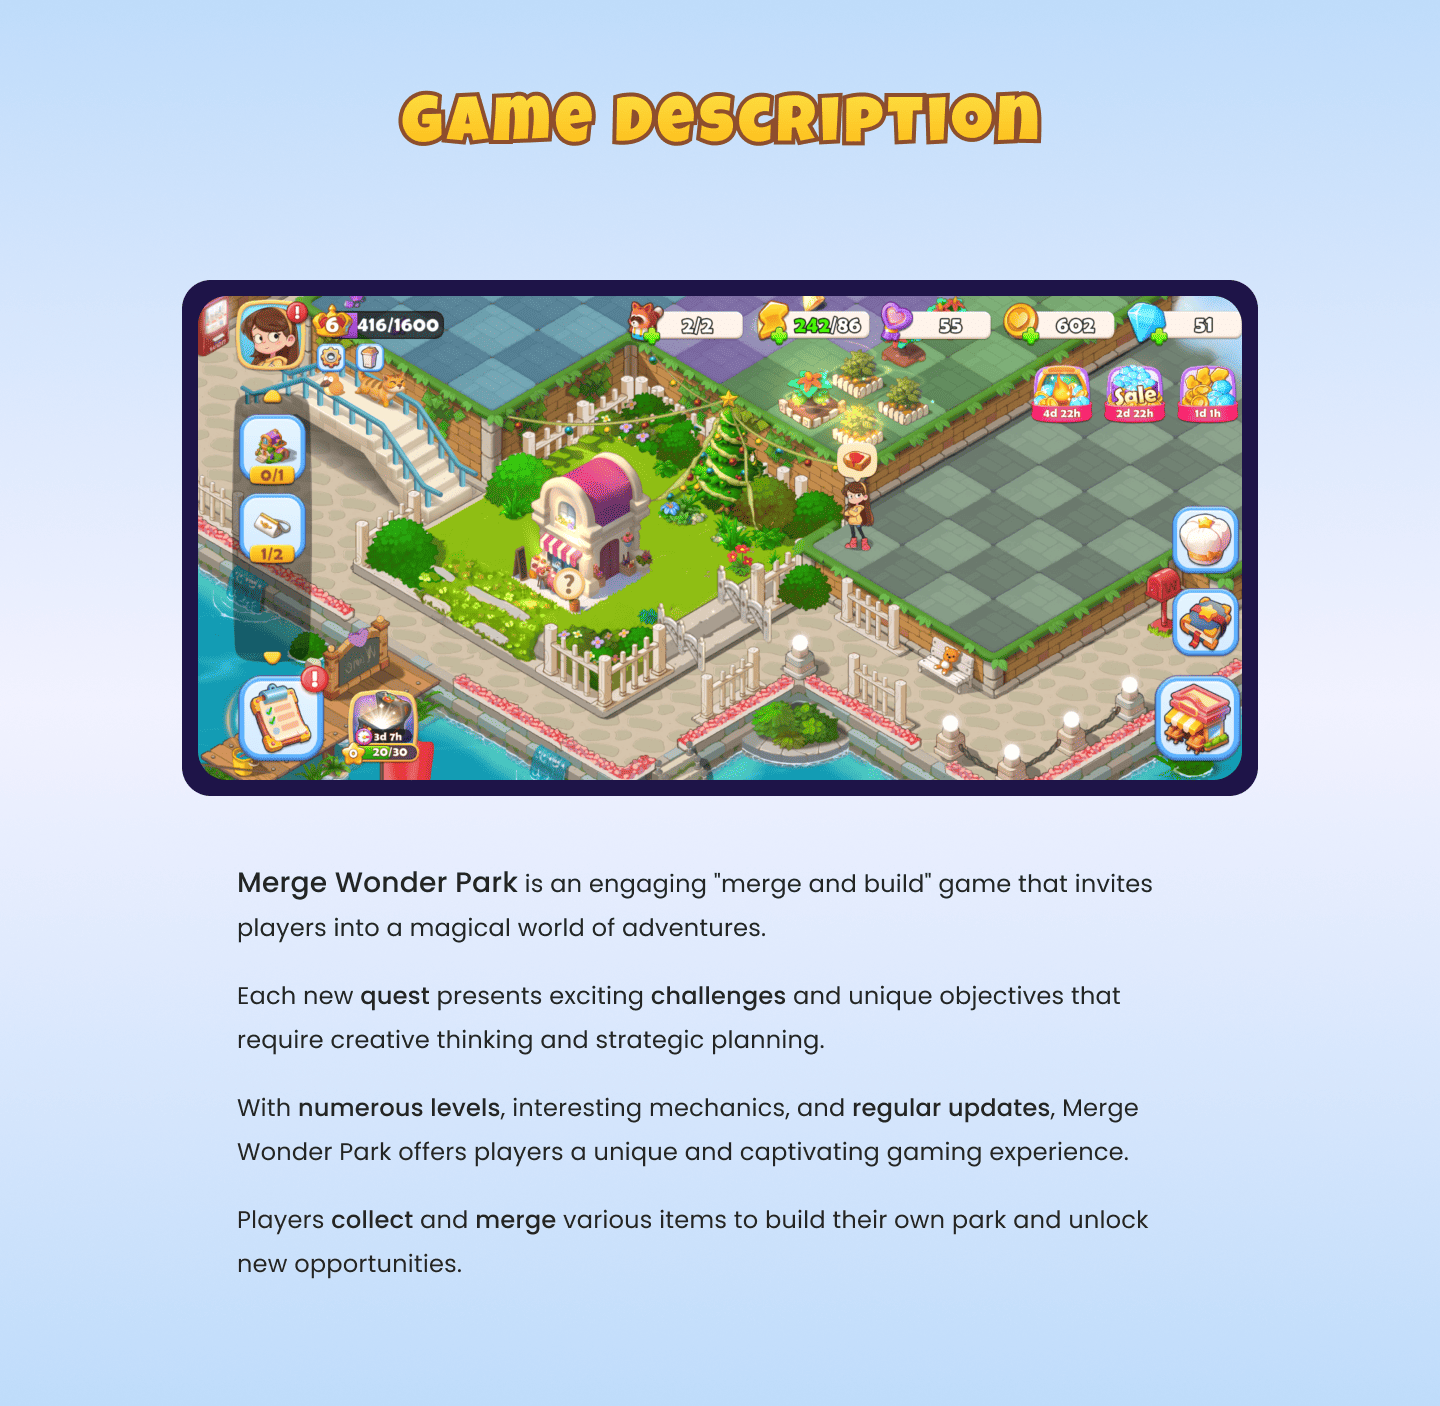 GAME DESCRIPTION
6 416/1600
2/2
242/86
55
602
51
4d 22h
Sale
2d 22h
1d 1h
0/1
1/2
?
3d 7h
20/30
Merge Wonder Park is an engaging "merge and build" game that invites
players into a magical world of adventures.
Each new quest presents exciting challenges and unique objectives that
require creative thinking and strategic planning.
With numerous levels, interesting mechanics, and regular updates, Merge
Wonder Park offers players a unique and captivating gaming experience.
Players collect and merge various items to build their own park and unlock
new opportunities.